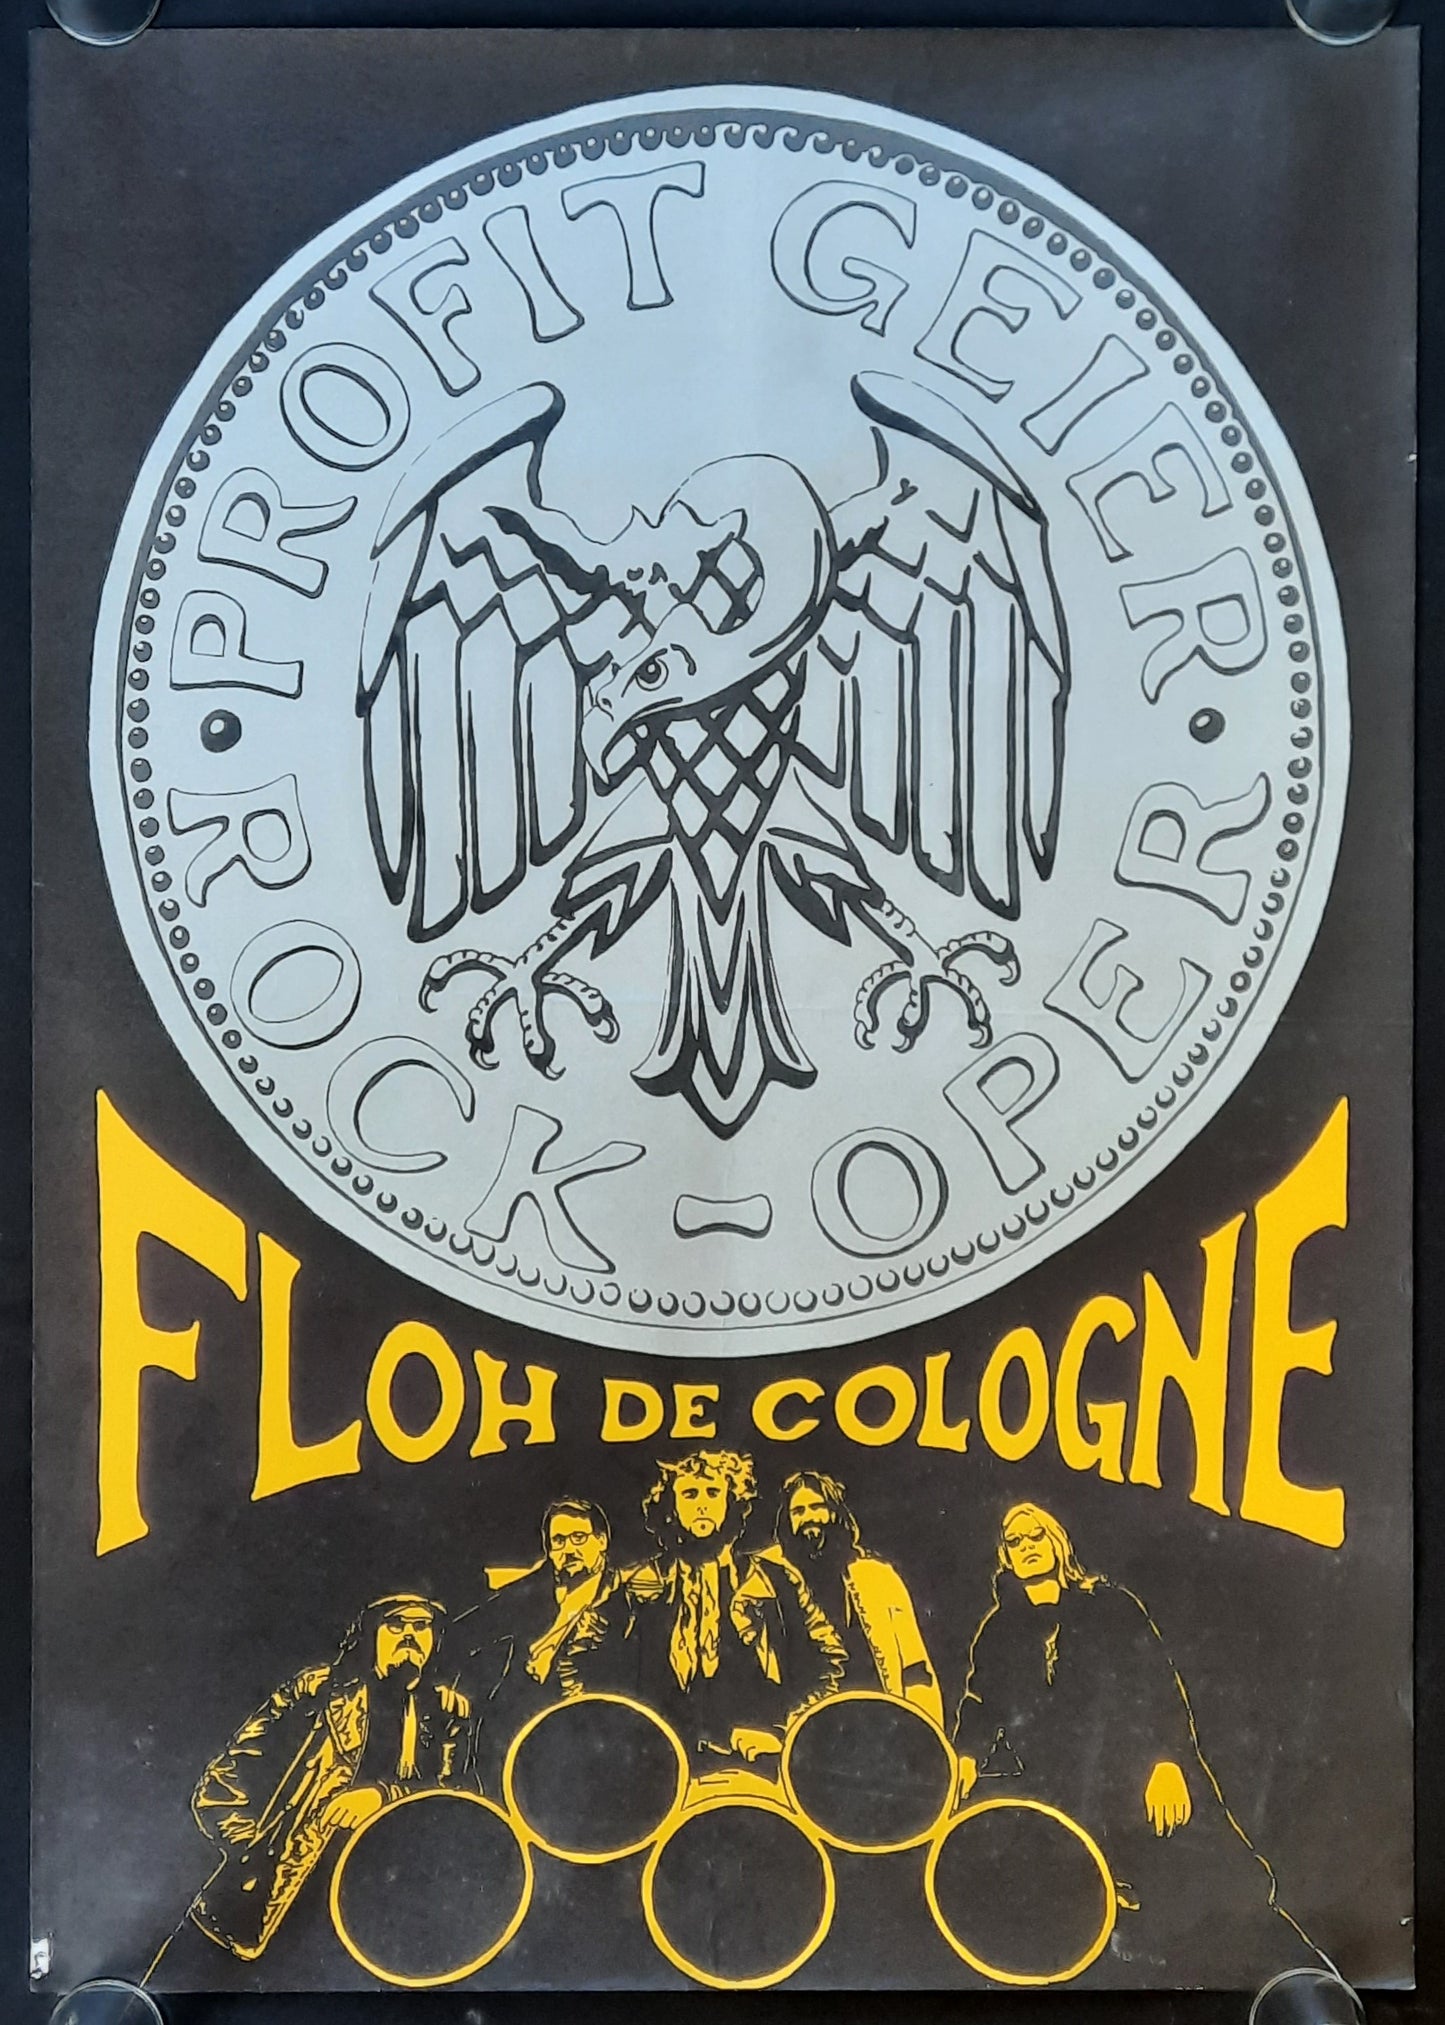 PROFIT GEIER
ROCK-OPER
FLOH DE COLOGNE